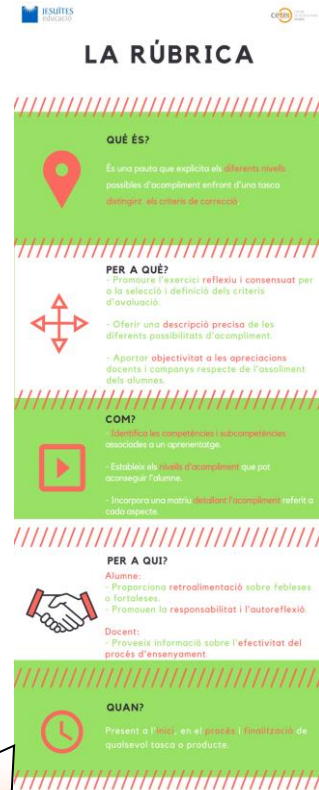 JESUÏTES
educació
cetei
LA RÚBRICA
QUÈ ÉS?
És una pauta que explicita els diferents nivells
possibles d'acompliment enfront d'una tasca
distingint els criteris de correcció.
PER A QUÈ?
- Promoure l'exercici reflexiu i consensuat per
a la selecció i definició dels criteris
d'avaluació.
- Oferir una descripció precisa de les
diferents possibilitats d'acompliment.
- Aportar objectivitat a les apreciacions
docents i companys respecte de l'assoliment
dels alumnes.
COM?
- Identifica les competències i subcompetències
associades a un aprenentatge.
- Estableix els nivells d'acompliment que pot
aconseguir l'alumne.
- Incorpora una matriu detallant l'acompliment referit a
cada aspecte.
PER A QUI?
Alumne:
- Proporciona retroalimentació sobre febleses
o fortaleses.
- Promouen la responsabilitat i l'autoreflexió.
Docent:
- Proveeix informació sobre l'efectivitat del
procés d'ensenyament.
QUAN?
Present a l'inici, en el procés i finalització de
qualsevol tasca o producte.